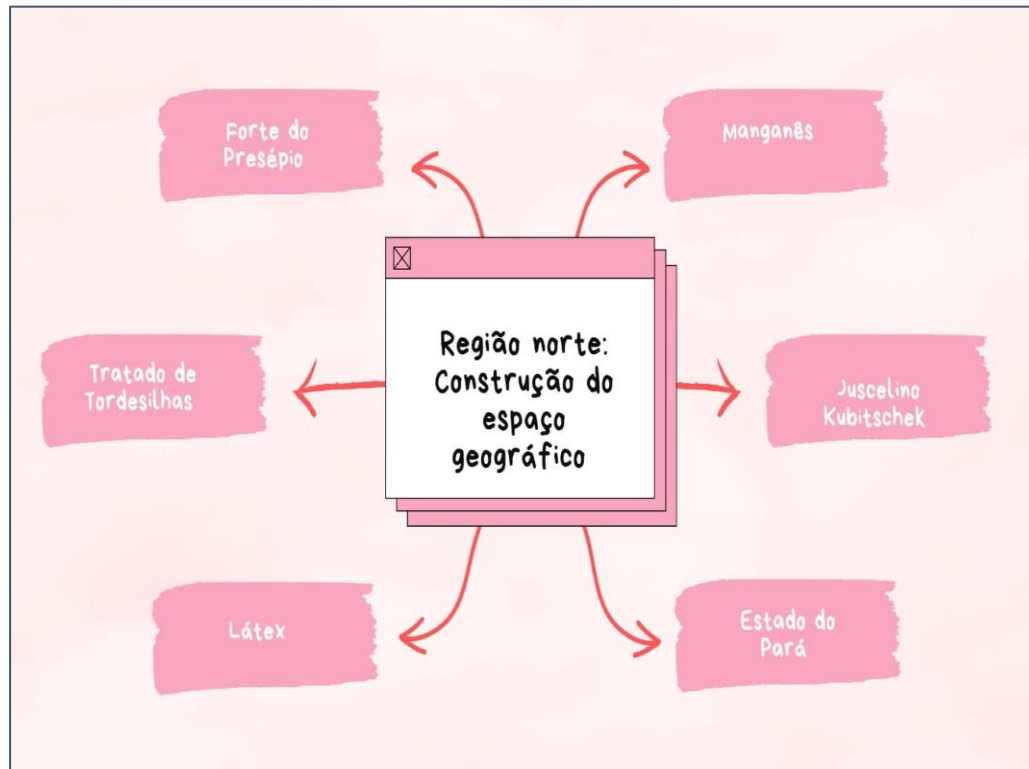 Forte do
Presépio
Manganês
Região norte:
Construção do
espaço
geográfico
Tratado de
Tordesilhas
Juscelino
Kubitschek
Látex
Estado do
Pará